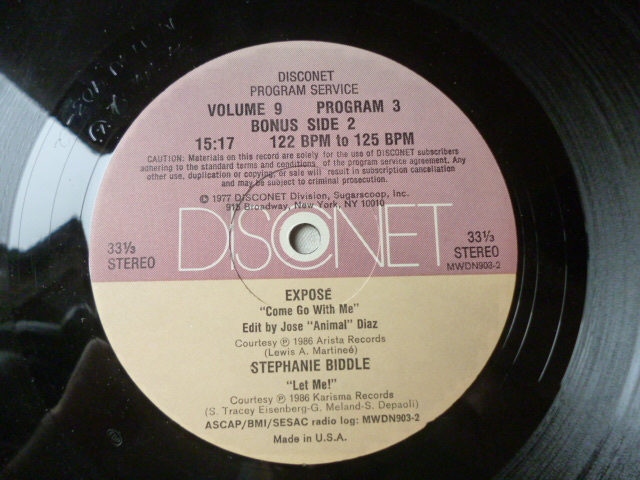 DISCONET
PROGRAM SERVICE
VOLUME 9 PROGRAM 3
BONUS SIDE 2
15:17 122 BPM to 125 BPM
CAUTION: Materials on this record are solely for the use of DISCONET subscribers
adhering to the standard terms and conditions of the program service agreement. Any
other use, duplication or copying, or sale will result in subscription cancellation
and may be subject to criminal prosecution.
© 1977 DISCONET Division, Sugarscoop, Inc.
915 Broadway, New York, NY 10010
DISCONET
33⅓
STEREO
33⅓
STEREO
MWDN903-2
EXPOSÉ
"Come Go With Me"
Edit by Jose "Animal" Diaz
Courtesy ℗ 1986 Arista Records
(Lewis A. Martineé)
STEPHANIE BIDDLE
"Let Me!"
Courtesy ℗ 1986 Karisma Records
(S. Tracey Eisenberg-G. Meland-S. Depaoli)
ASCAP/BMI/SESAC radio log: MWDN903-2
Made in U.S.A.